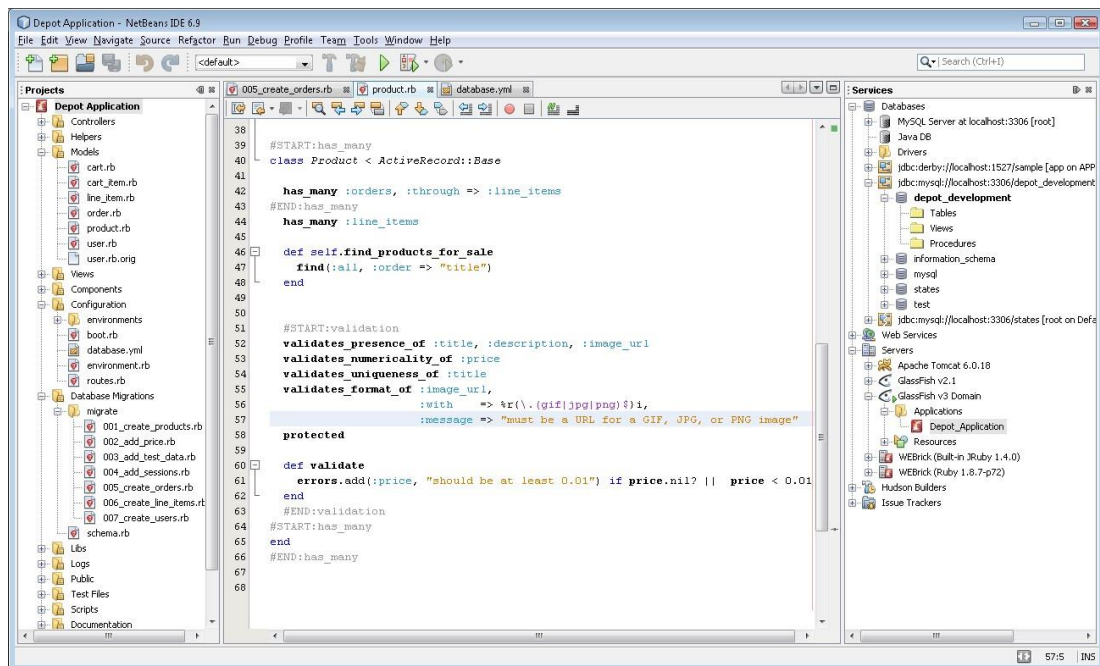 Depot Application - NetBeans IDE 6.9
File Edit View Navigate Source Refactor Run Debug Profile Team Tools Window Help
<default>
Search (Ctrl+I)
Projects
Depot Application
Controllers
Helpers
Models
cart.rb
cart_item.rb
line_item.rb
order.rb
product.rb
user.rb
user.rb.orig
Views
Components
Configuration
environments
boot.rb
database.yml
environment.rb
routes.rb
Database Migrations
migrate
001_create_products.rb
002_add_price.rb
003_add_test_data.rb
004_add_sessions.rb
005_create_orders.rb
006_create_line_items.rb
007_create_users.rb
schema.rb
Libs
Logs
Public
Test Files
Scripts
Documentation
005_create_orders.rb product.rb database.yml
38
39 #START:has_many
40 class Product < ActiveRecord::Base
41
42 has_many :orders, :through => :line_items
43 #END:has_many
44 has_many :line_items
45
46 def self.find_products_for_sale
47 find(:all, :order => "title")
48 end
49
50
51 #START:validation
52 validates_presence_of :title, :description, :image_url
53 validates_numericality_of :price
54 validates_uniqueness_of :title
55 validates_format_of :image_url,
56 :with => %r{\.(gif|jpg|png)$}i,
57 :message => "must be a URL for a GIF, JPG, or PNG image"
58 protected
59
60 def validate
61 errors.add(:price, "should be at least 0.01") if price.nil? || price < 0.01
62 end
63 #END:validation
64 #START:has_many
65 end
66 #END:has_many
67
68
Services
Databases
MySQL Server at localhost:3306 [root]
Java DB
Drivers
jdbc:derby://localhost:1527/sample [app on APP
jdbc:mysql://localhost:3306/depot_development
depot_development
Tables
Views
Procedures
information_schema
mysql
states
test
jdbc:mysql://localhost:3306/states [root on Defa
Web Services
Servers
Apache Tomcat 6.0.18
GlassFish v2.1
GlassFish v3 Domain
Applications
Depot_Application
Resources
WEBrick (Built-in JRuby 1.4.0)
WEBrick (Ruby 1.8.7-p72)
Hudson Builders
Issue Trackers
57:5 INS